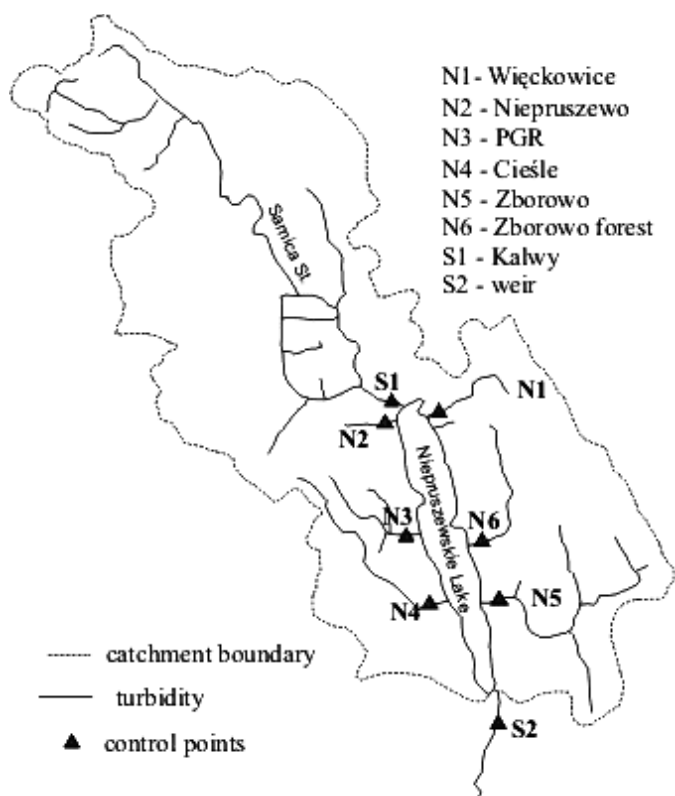 N1- Więckowice
N2 - Niepruszewo
N3 - PGR
N4 - Cieśle
N5 - Zborowo
N6 - Zborowo forest
S1 - Kalwy
S2 - weir
Samica St.
S1
N1
N2
Niepruszewskie Lake
N3
N6
N4
N5
S2
catchment boundary
turbidity
control points